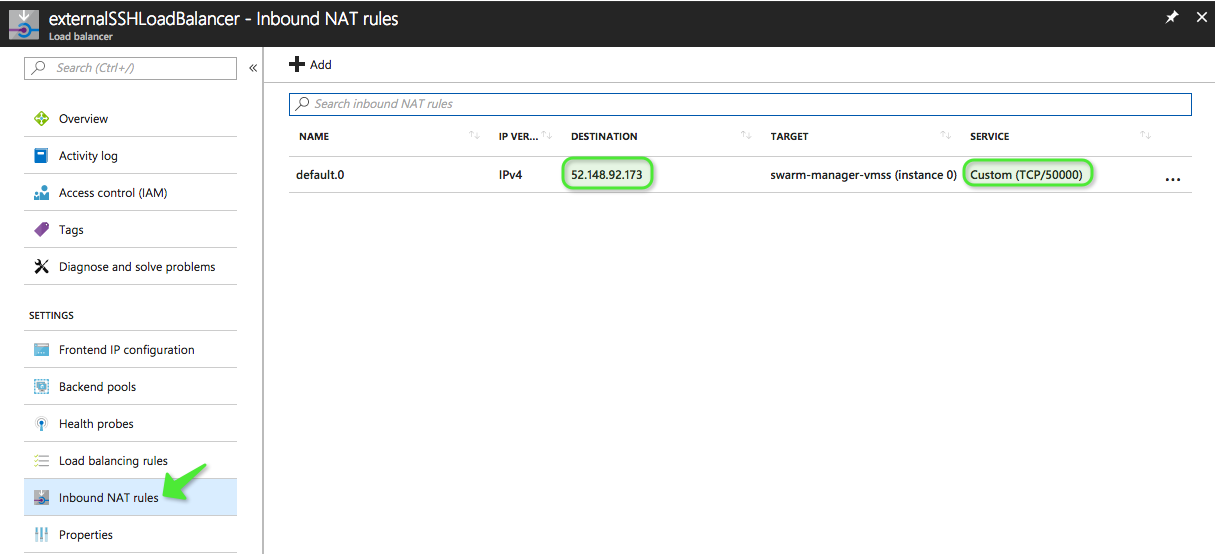 externalSSHLoadBalancer - Inbound NAT rules
Load balancer
Search (Ctrl+/)
«
Add
Search inbound NAT rules
NAME IP VER... DESTINATION TARGET SERVICE
default.0 IPv4 52.148.92.173 swarm-manager-vmss (instance 0) Custom (TCP/50000) ...
Overview
Activity log
Access control (IAM)
Tags
Diagnose and solve problems
SETTINGS
Frontend IP configuration
Backend pools
Health probes
Load balancing rules
Inbound NAT rules
Properties